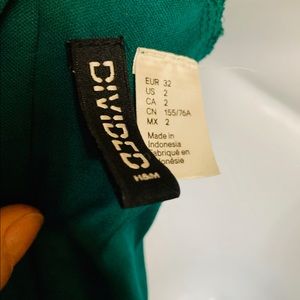 DIVIDED
H&M
EUR 32
US 2
CA 2
CN 155/76A
MX 2
Made in
Indonesia
Fabriqué en
Indonésie